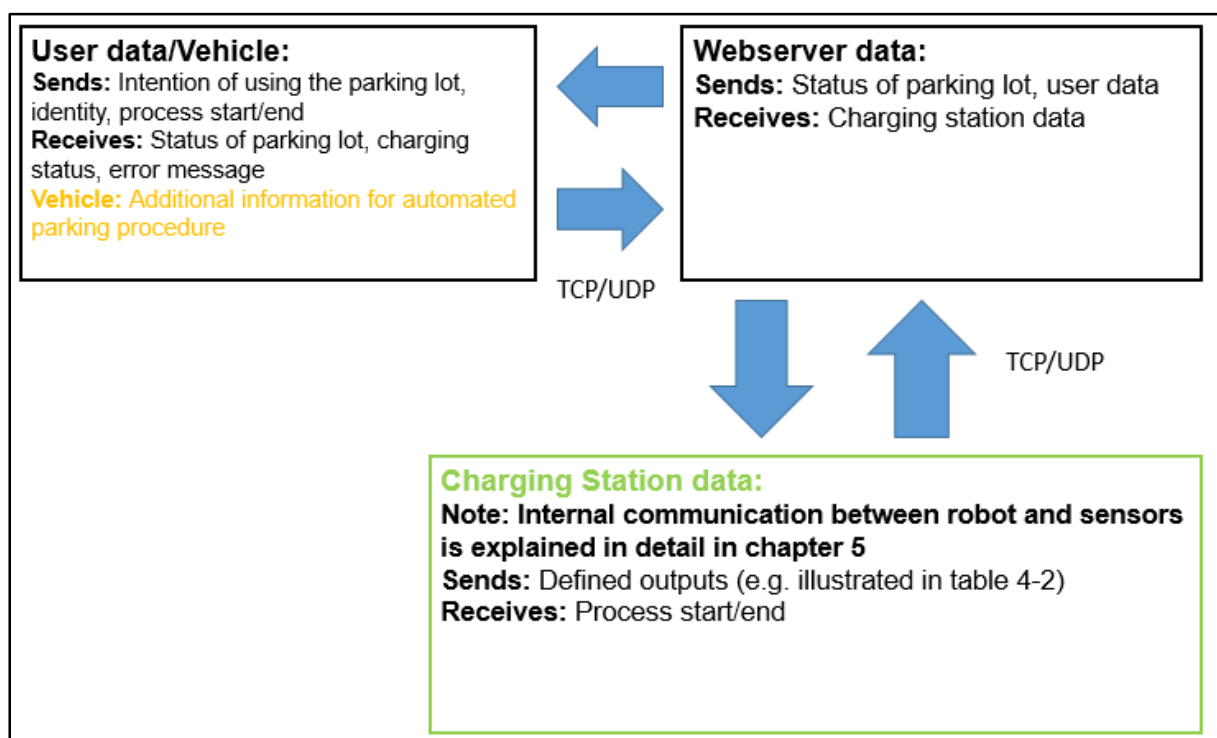 User data/Vehicle:
Sends: Intention of using the parking lot,
identity, process start/end
Receives: Status of parking lot, charging
status, error message
Vehicle: Additional information for automated
parking procedure
Webserver data:
Sends: Status of parking lot, user data
Receives: Charging station data
TCP/UDP
TCP/UDP
Charging Station data:
Note: Internal communication between robot and sensors
is explained in detail in chapter 5
Sends: Defined outputs (e.g. illustrated in table 4-2)
Receives: Process start/end